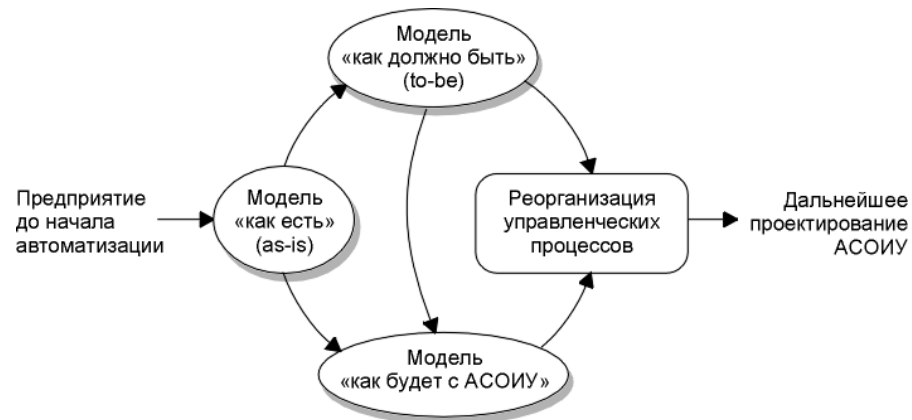 Модель
«как должно быть»
(to-be)
Предприятие
до начала
автоматизации
Модель
«как есть»
(as-is)
Реорганизация
управленческих
процессов
Дальнейшее
проектирование
АСОИУ
Модель
«как будет с АСОИУ»